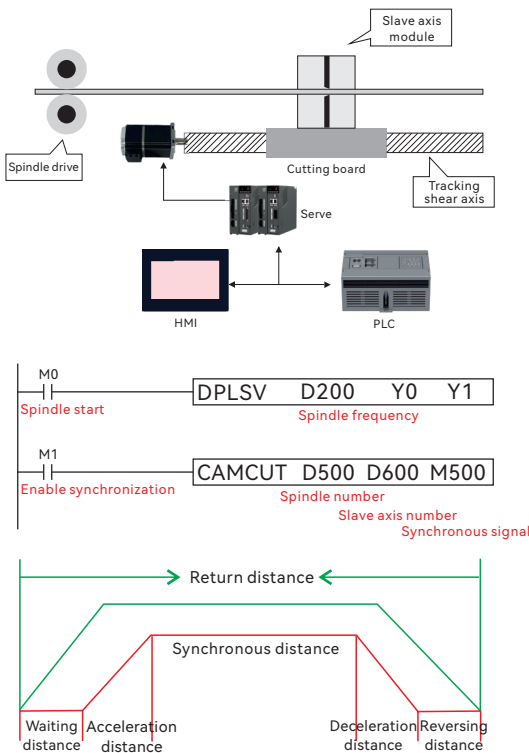 Slave axis
module
Spindle drive
Cutting board
Tracking
shear axis
Serve
HMI
PLC
M0
Spindle start
DPLSV D200 Y0 Y1
Spindle frequency
M1
Enable synchronization
CAMCUT D500 D600 M500
Spindle number
Slave axis number
Synchronous signal
Return distance
Synchronous distance
Waiting
distance
Acceleration
distance
Deceleration
distance
Reversing
distance